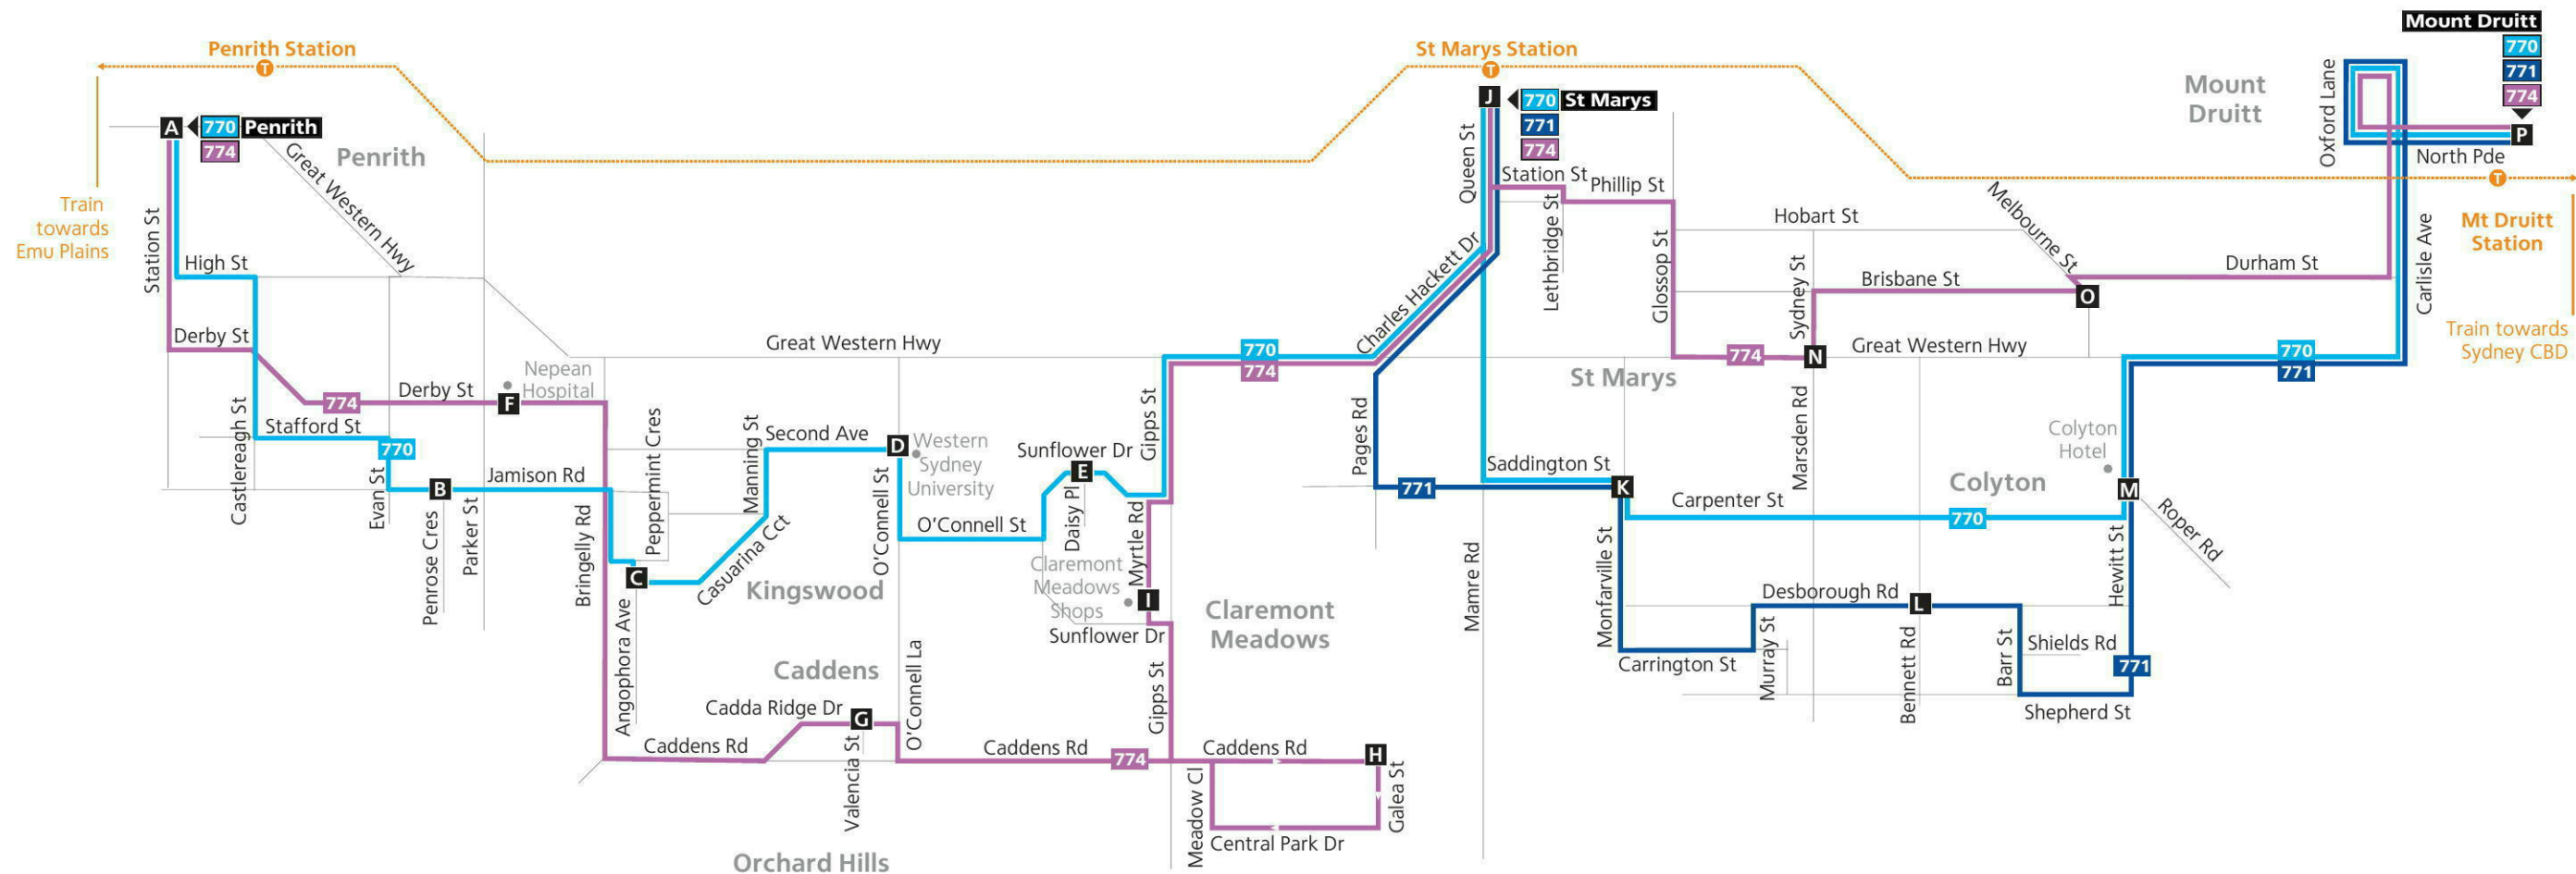 Mount Druitt
770
771
774
P
North Pde
Oxford Lane
Mount
Druitt
Penrith Station
T
St Marys Station
T
T
Mt Druitt
Station
Train towards
Sydney CBD
Train
towards
Emu Plains
A
770 Penrith
774
Penrith
Great Western Hwy
Station St
High St
Derby St
774
Derby St
Nepean
Hospital
F
Castlereagh St
Stafford St
770
Evan St
B
Jamison Rd
Penrose Cres
Parker St
Bringelly Rd
Great Western Hwy
Peppermint Cres
C
Angophora Ave
Casuarina Cct
Manning St
Second Ave
D
Western
Sydney
University
O'Connell St
O'Connell St
Kingswood
Caddens
O'Connell La
Cadda Ridge Dr
G
Valencia St
Caddens Rd
Caddens Rd
774
Caddens Rd
Orchard Hills
Sunflower Dr
E
Daisy Pl
Myrtle Rd
Gipps St
Claremont
Meadows
Shops
I
Sunflower Dr
Gipps St
Claremont
Meadows
H
Galea St
Meadow Cl
Central Park Dr
770
774
Charles Hackett Dr
J
770 St Marys
771
774
Queen St
Station St
Phillip St
Lethbridge St
Glossop St
Pages Rd
771
Saddington St
K
Mamre Rd
St Marys
774
N
Sydney St
Marsden Rd
Hobart St
Brisbane St
Melbourne St
O
Durham St
Carlisle Ave
Great Western Hwy
770
771
Colyton
Hotel
Colyton
M
Roper Rd
Carpenter St
770
Monfarville St
Carrington St
Murray St
Desborough Rd
L
Bennett Rd
Barr St
Shields Rd
Shepherd St
771
Hewitt St